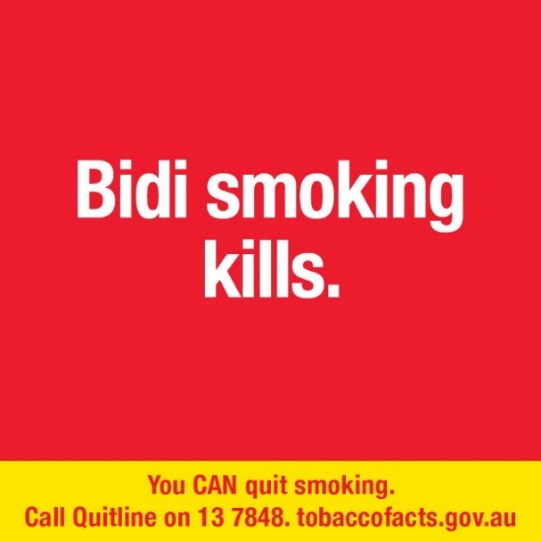 Bidi smoking
kills.
You CAN quit smoking.
Call Quitline on 13 7848. tobaccofacts.gov.au